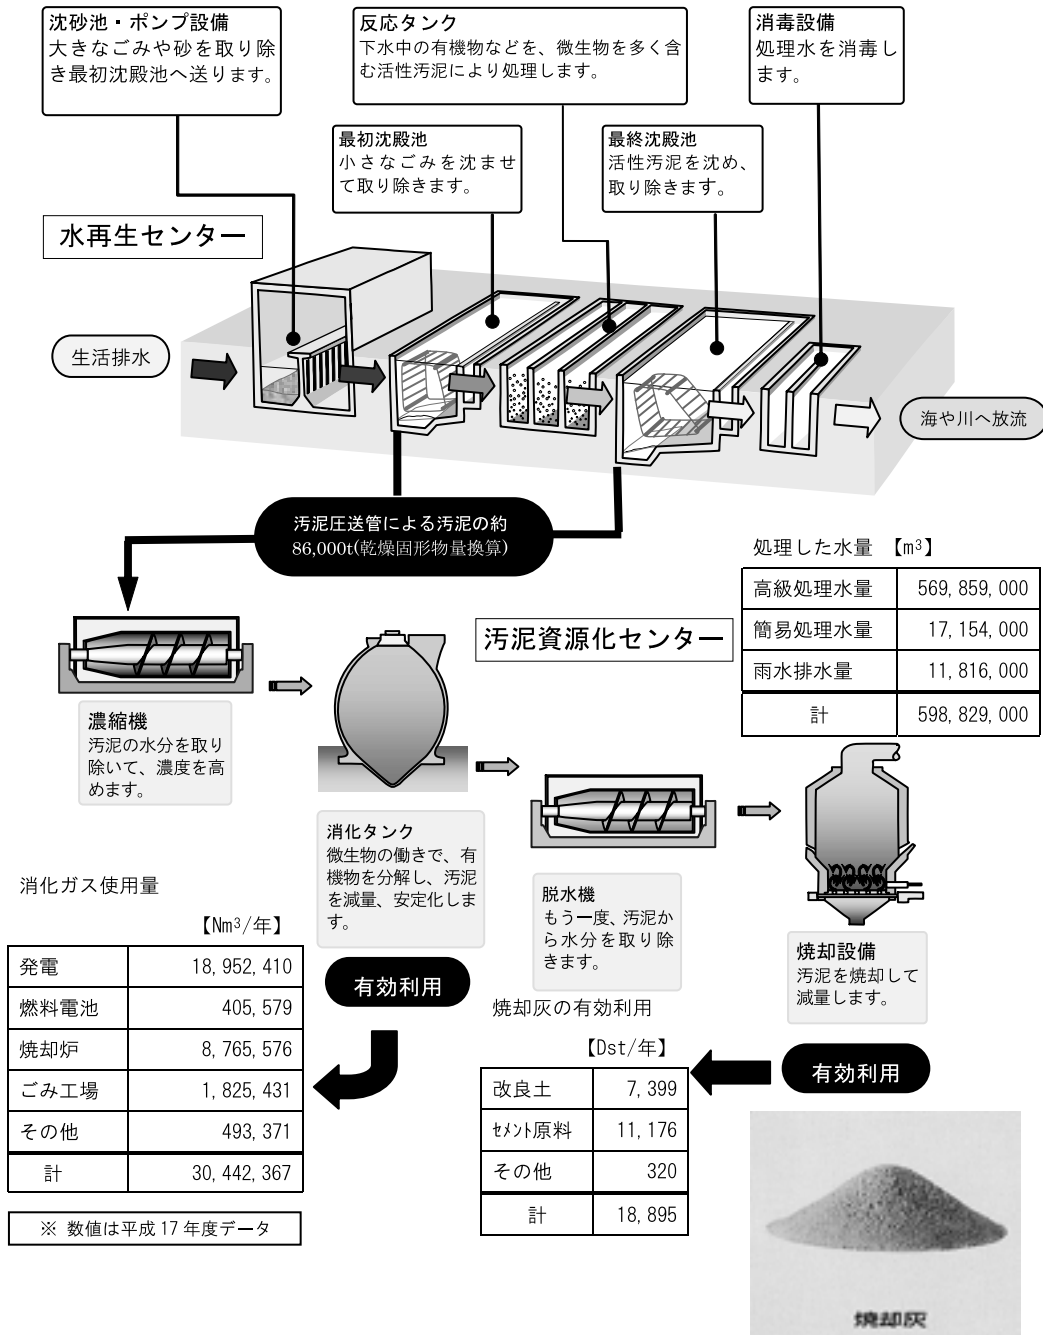 沈砂池・ポンプ設備
大きなごみや砂を取り除
き最初沈殿池へ送ります。
反応タンク
下水中の有機物などを、微生物を多く含
む活性汚泥により処理します。
消毒設備
処理水を消毒し
ます。
最初沈殿池
小さなごみを沈ませ
て取り除きます。
最終沈殿池
活性汚泥を沈め、
取り除きます。
水再生センター
生活排水
海や川へ放流
汚泥圧送管による汚泥の約
86,000t(乾燥固形物量換算)
処理した水量 【m³】
高級処理水量 569,859,000
簡易処理水量 17,154,000
雨水排水量 11,816,000
計 598,829,000
汚泥資源化センター
濃縮機
汚泥の水分を取り
除いて、濃度を高
めます。
消化タンク
微生物の働きで、有
機物を分解し、汚泥
を減量、安定化しま
す。
脱水機
もう一度、汚泥か
ら水分を取り除
きます。
焼却設備
汚泥を焼却して
減量します。
消化ガス使用量
【Nm³/年】
発電 18,952,410
燃料電池 405,579
焼却炉 8,765,576
ごみ工場 1,825,431
その他 493,371
計 30,442,367
※ 数値は平成 17 年度データ
有効利用
焼却灰の有効利用
【Dst/年】
改良土 7,399
セメント原料 11,176
その他 320
計 18,895
有効利用
焼却灰